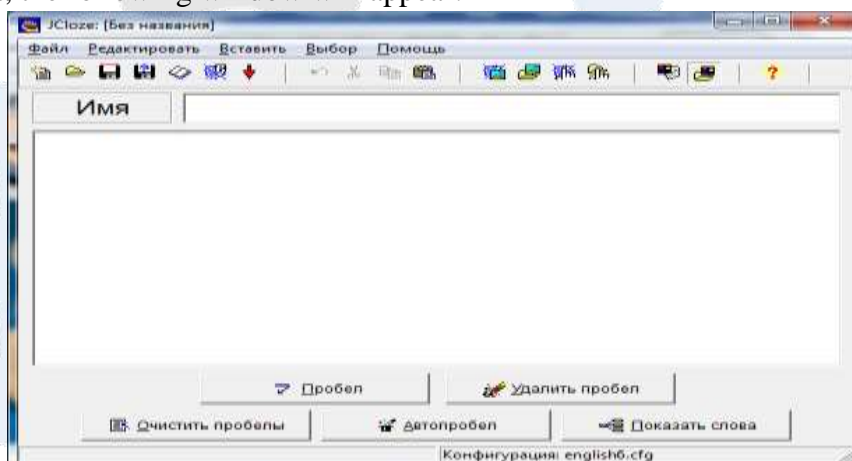 JCloze: [Без названия]
Файл Редактировать Вставить Выбор Помощь
?
Имя
Пробел Удалить пробел
Очистить пробелы Автопробел Показать слова
Конфигурация: english6.cfg